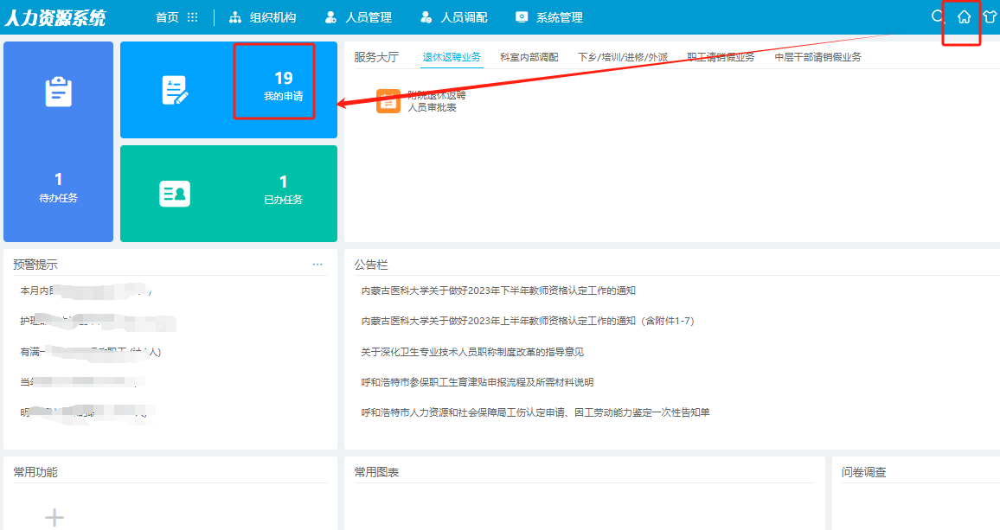 人力资源系统 首页 组织机构 人员管理 人员调配 系统管理
19
我的申请
1
待办任务
1
已办任务
服务大厅 退休返聘业务 科室内部调配 下乡/培训/进修/外派 职工请销假业务 中层干部请销假业务
附院退休返聘
人员审批表
预警提示
本月内
护理
有满一
当年
明
公告栏
内蒙古医科大学关于做好2023年下半年教师资格认定工作的通知
内蒙古医科大学关于做好2023年上半年教师资格认定工作的通知（含附件1-7）
关于深化卫生专业技术人员职称制度改革的指导意见
呼和浩特市参保职工生育津贴申报流程及所需材料说明
呼和浩特市人力资源和社会保障局工伤认定申请、因工劳动能力鉴定一次性告知单
常用功能
常用图表
问卷调查